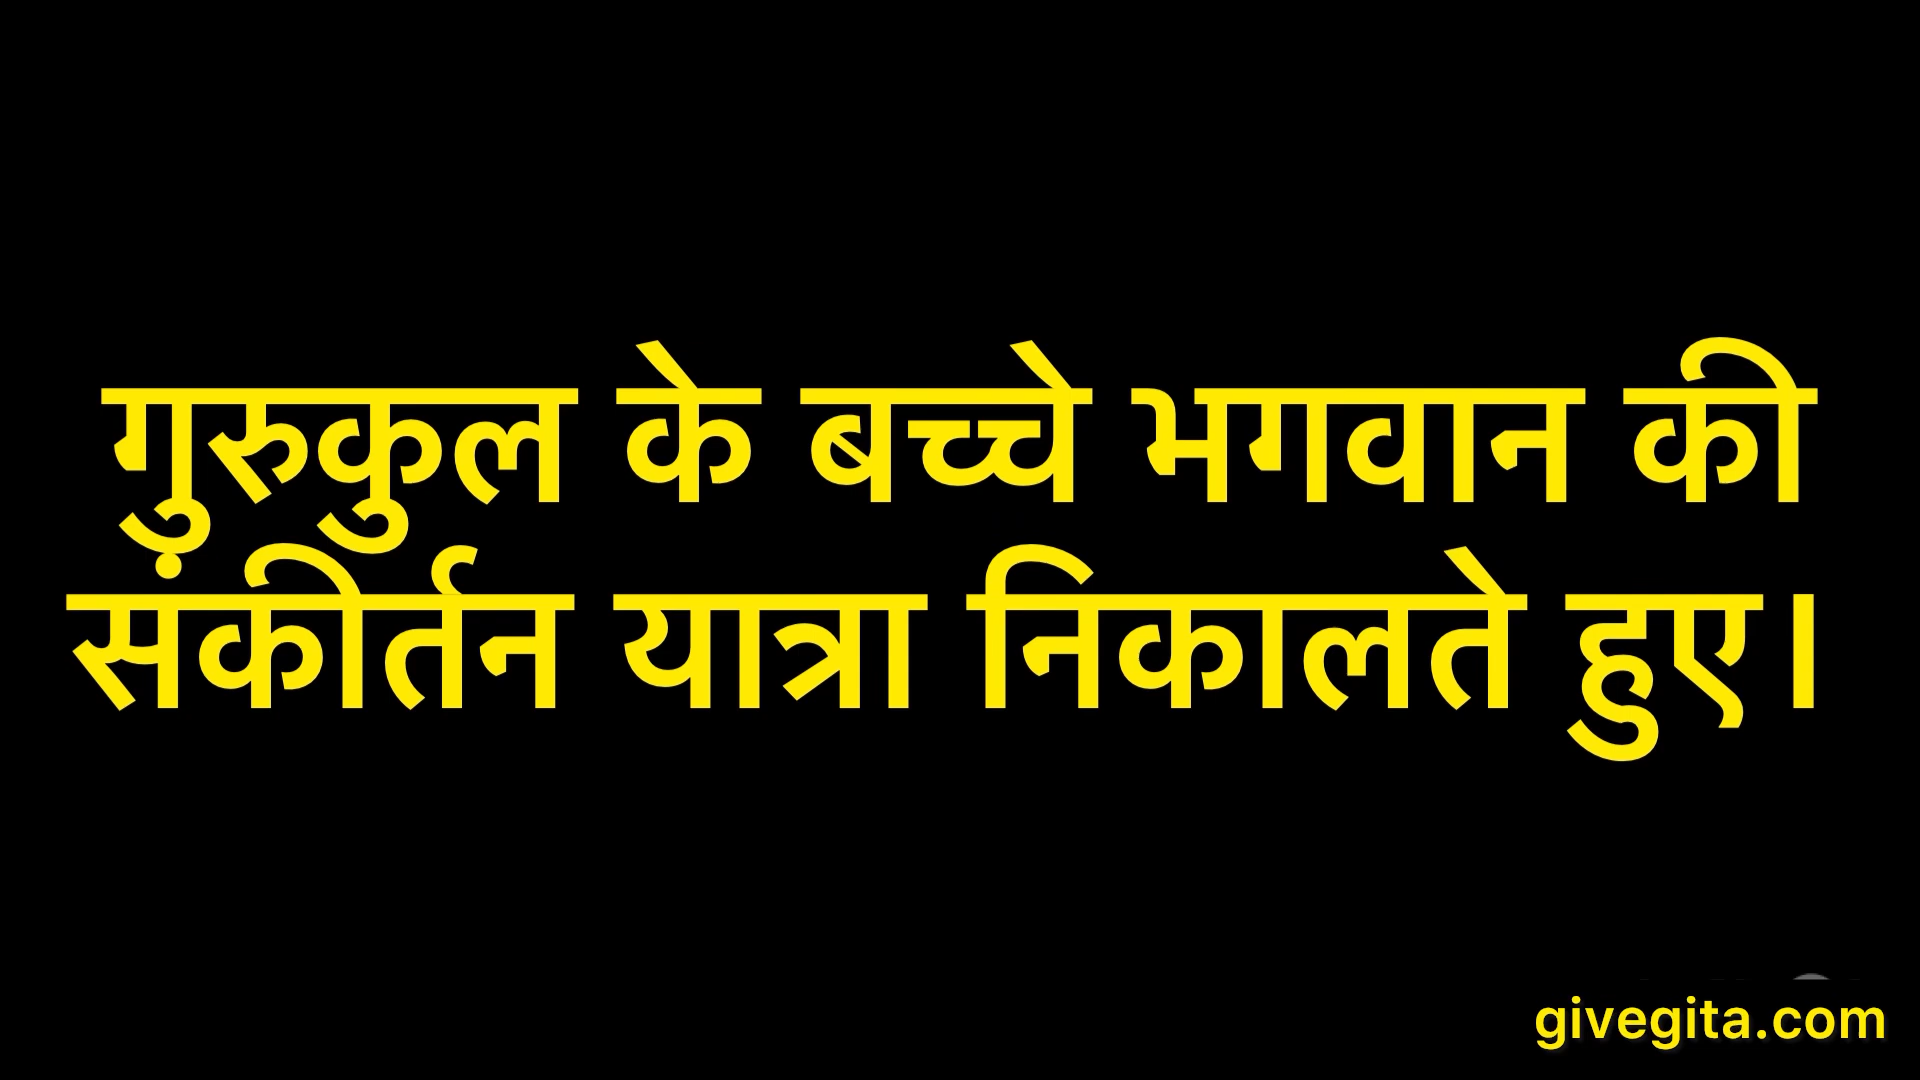 गुरुकुल के बच्चे भगवान की
संकीर्तन यात्रा निकालते हुए।
givegita.com